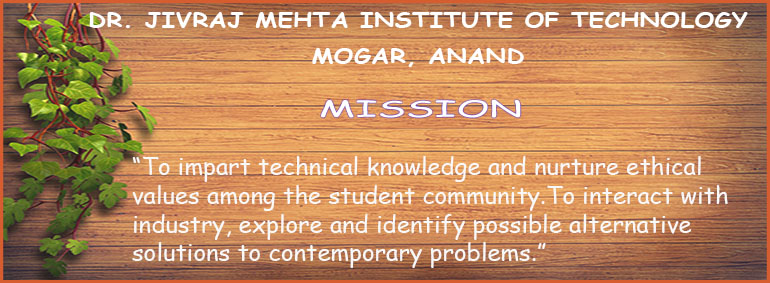 DR. JIVRAJ MEHTA INSTITUTE OF TECHNOLOGY
MOGAR, ANAND
MISSION
“To impart technical knowledge and nurture ethical
values among the student community.To interact with
industry, explore and identify possible alternative
solutions to contemporary problems.”